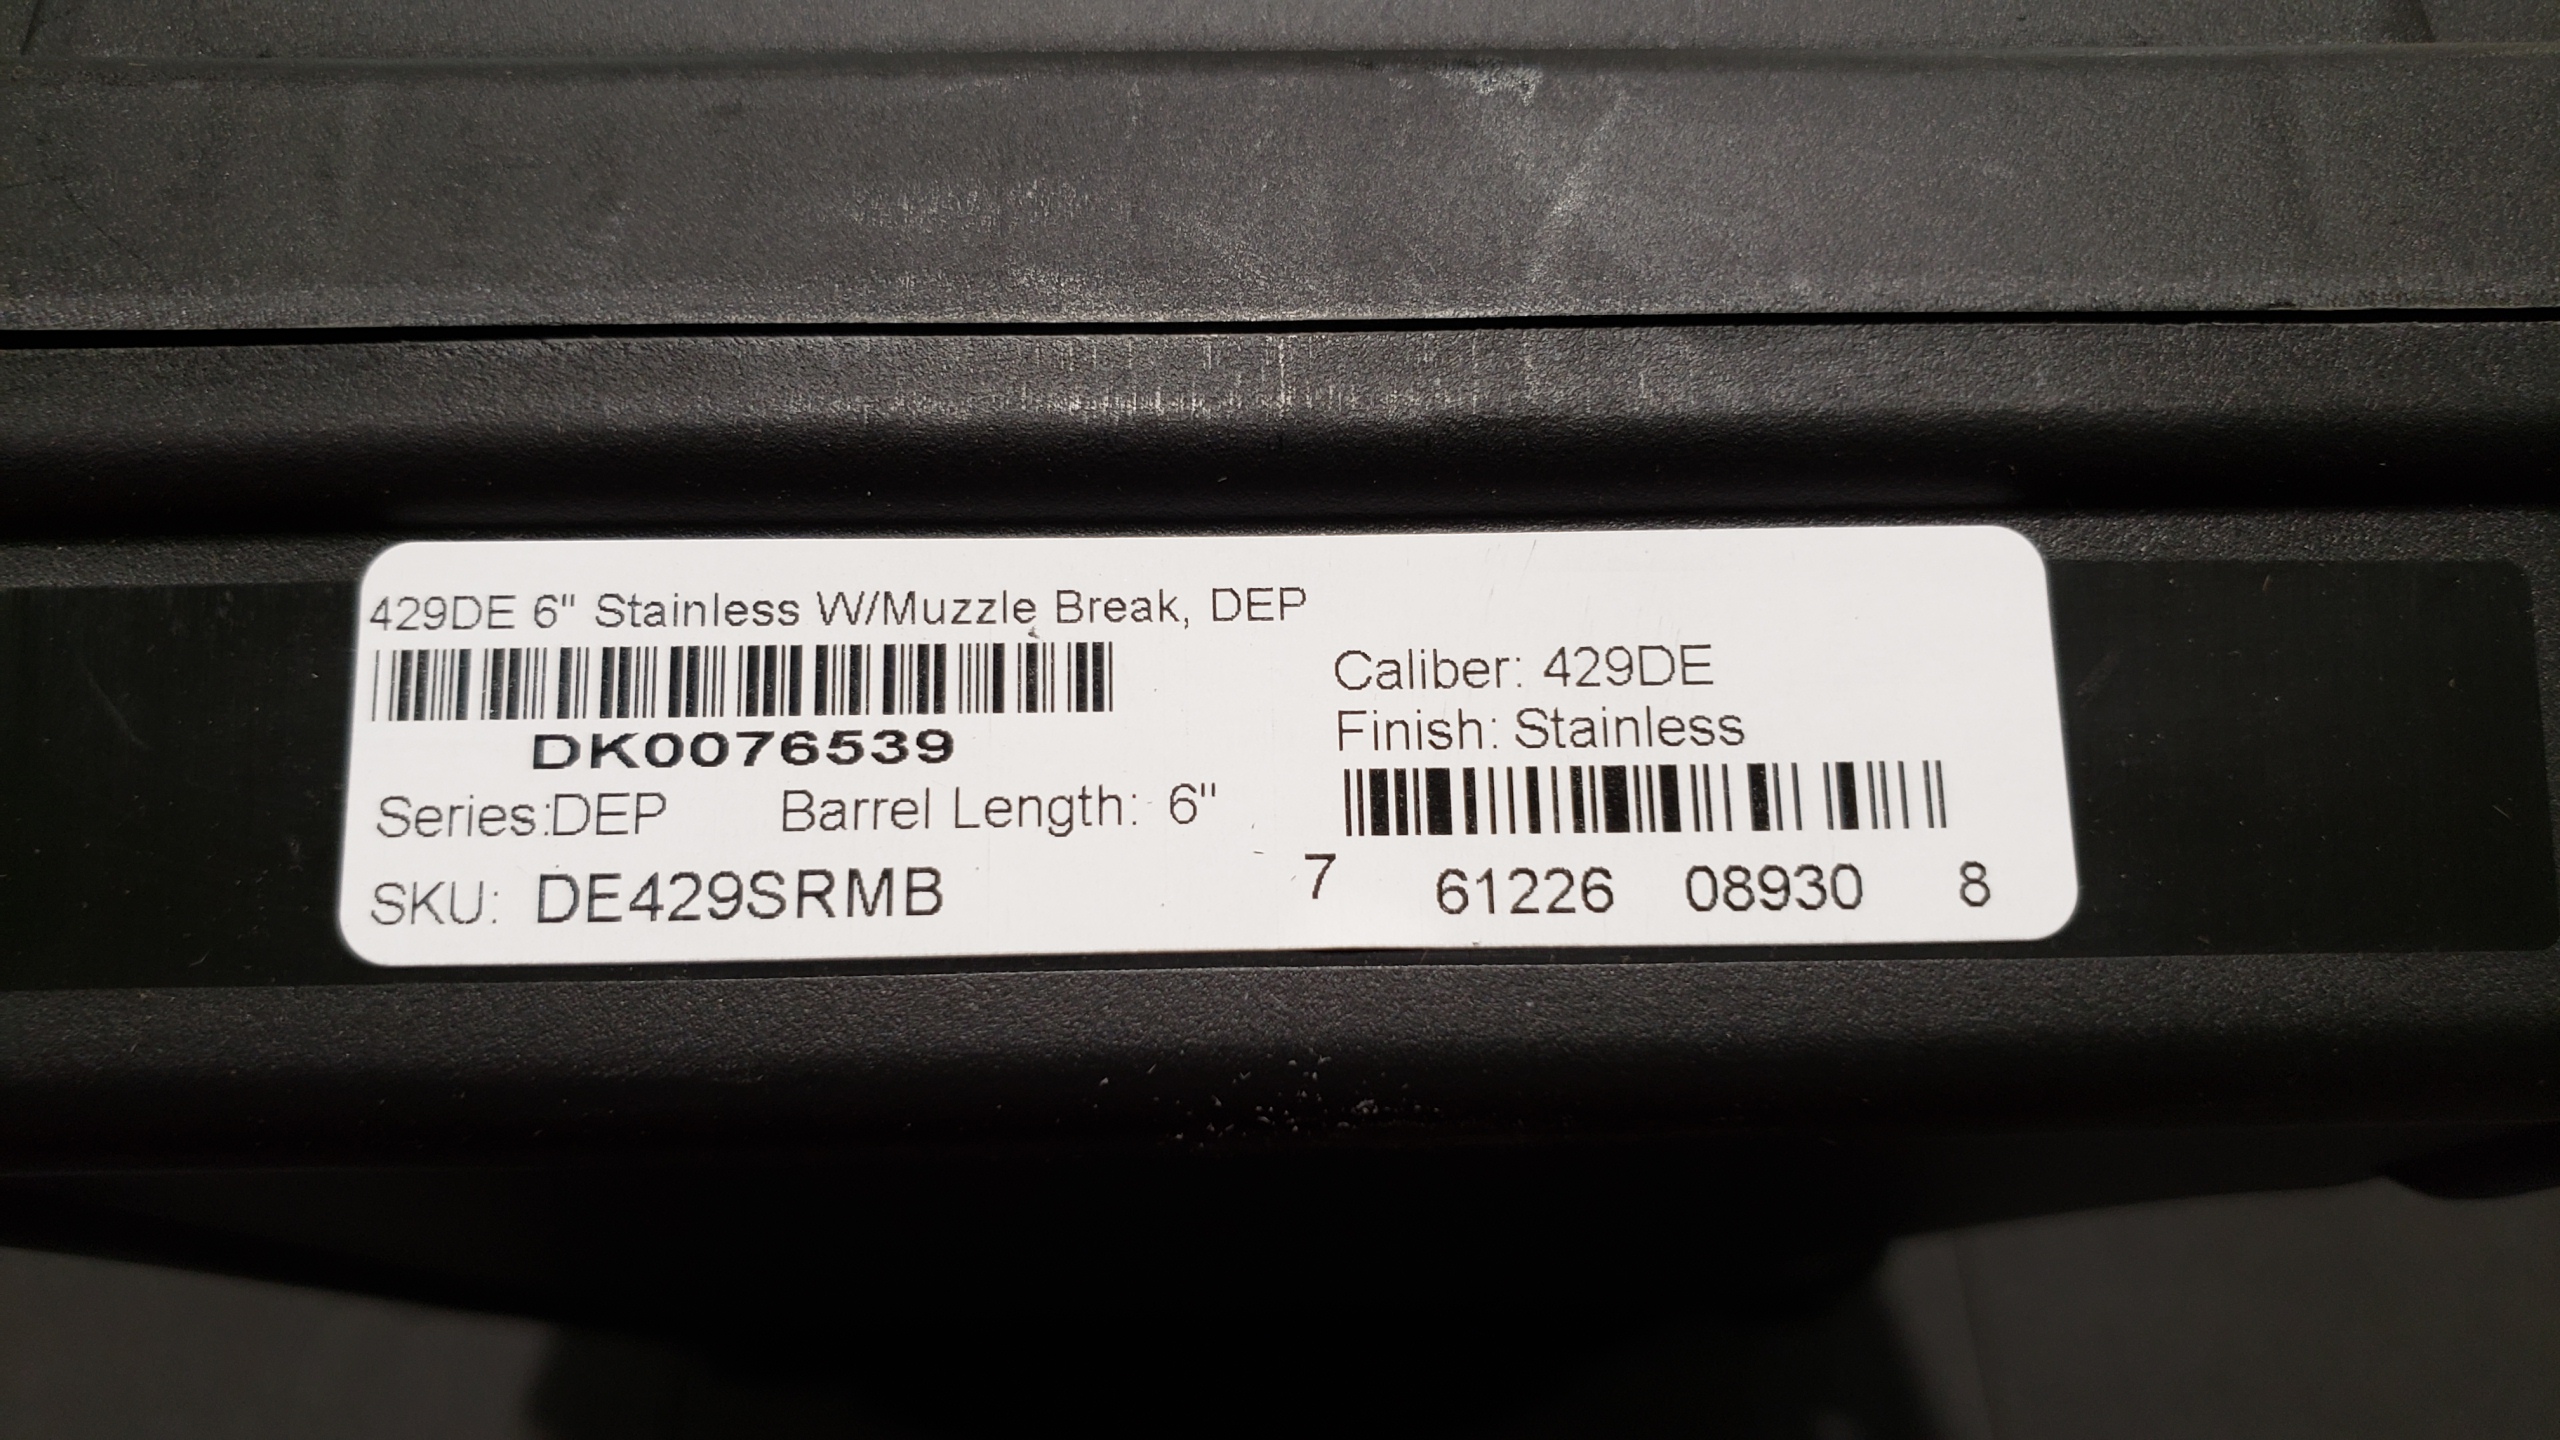 429DE 6" Stainless W/Muzzle Break, DEP
DK0076539
Series:DEP Barrel Length: 6"
SKU: DE429SRMB
Caliber: 429DE
Finish: Stainless
7 61226 08930 8